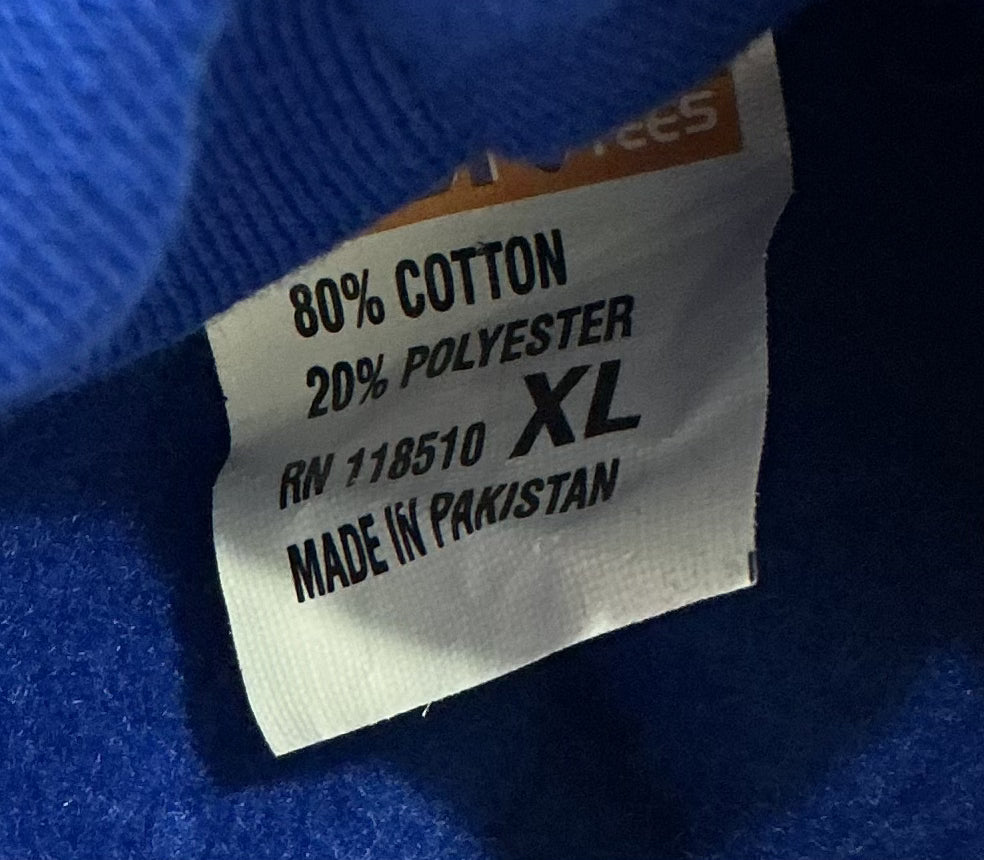 80% COTTON
20% POLYESTER
RN 118510 XL
MADE IN PAKISTAN